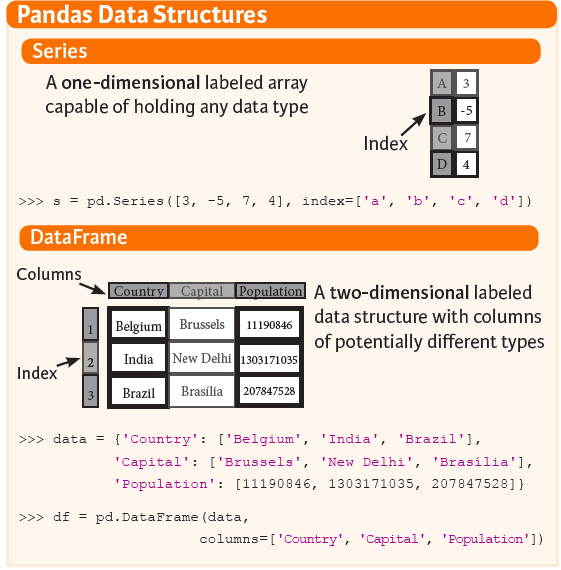 Pandas Data Structures
Series
A one-dimensional labeled array
capable of holding any data type
A 3
B -5
C 7
D 4
Index
>>> s = pd.Series([3, -5, 7, 4], index=['a', 'b', 'c', 'd'])
DataFrame
Columns
Country Capital Population
1 Belgium Brussels 11190846
2 India New Delhi 1303171035
3 Brazil Brasília 207847528
Index
A two-dimensional labeled
data structure with columns
of potentially different types
>>> data = {'Country': ['Belgium', 'India', 'Brazil'],
'Capital': ['Brussels', 'New Delhi', 'Brasília'],
'Population': [11190846, 1303171035, 207847528]}
>>> df = pd.DataFrame(data,
columns=['Country', 'Capital', 'Population'])